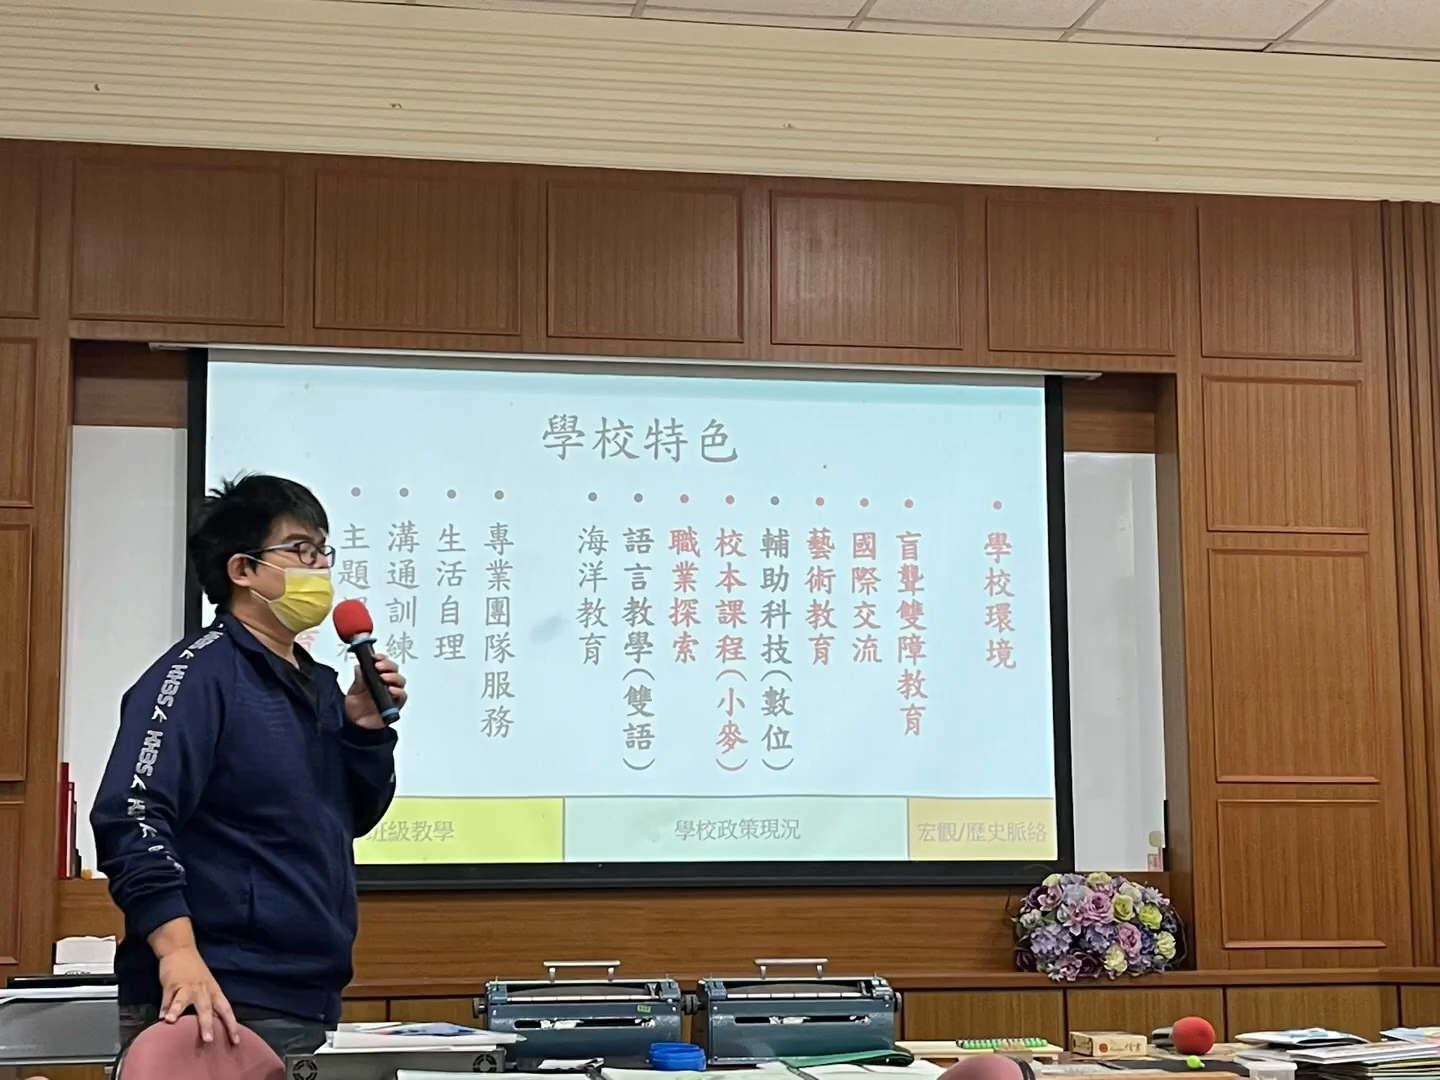 學校特色
學校環境
盲聾雙障教育
國際交流
藝術教育
輔助科技(數位)
校本課程(小麥)
職業探索
語言教學(雙語)
海洋教育
專業團隊服務
生活自理
溝通訓練
主題
育
班級教學
學校政策現況
宏觀/歷史脈絡